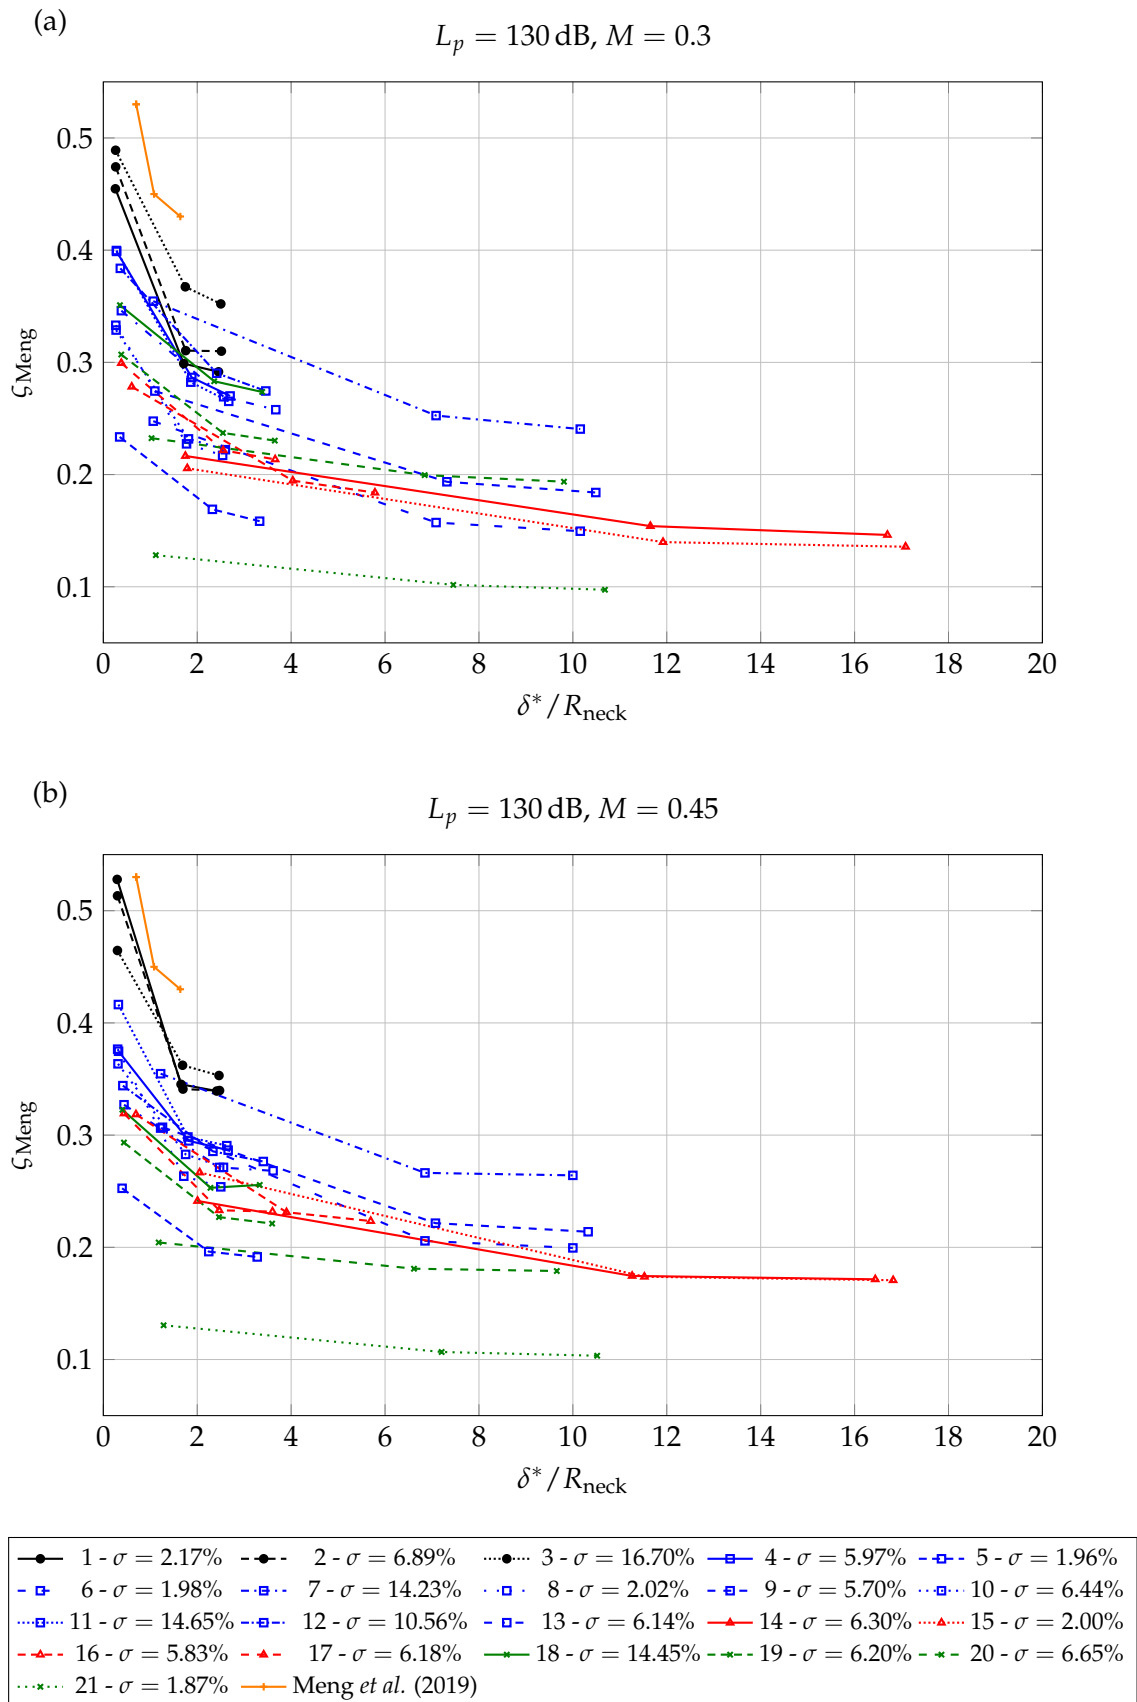 (a)
Lp = 130 dB, M = 0.3
0.5
0.4
0.3
0.2
0.1
ςMeng
0 2 4 6 8 10 12 14 16 18 20
δ*/Rneck
(b)
Lp = 130 dB, M = 0.45
0.5
0.4
0.3
0.2
0.1
ςMeng
0 2 4 6 8 10 12 14 16 18 20
δ*/Rneck
1 - σ = 2.17% 2 - σ = 6.89% 3 - σ = 16.70% 4 - σ = 5.97% 5 - σ = 1.96%
6 - σ = 1.98% 7 - σ = 14.23% 8 - σ = 2.02% 9 - σ = 5.70% 10 - σ = 6.44%
11 - σ = 14.65% 12 - σ = 10.56% 13 - σ = 6.14% 14 - σ = 6.30% 15 - σ = 2.00%
16 - σ = 5.83% 17 - σ = 6.18% 18 - σ = 14.45% 19 - σ = 6.20% 20 - σ = 6.65%
21 - σ = 1.87% Meng et al. (2019)